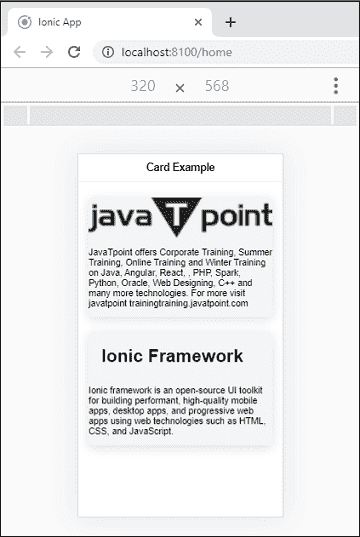 Ionic App
localhost:8100/home
320 × 568
Card Example
java T point
JavaTpoint offers Corporate Training, Summer
Training, Online Training and Winter Training
on Java, Angular, React, , PHP, Spark,
Python, Oracle, Web Designing, C++ and
many more technologies. For more visit
javatpoint trainingtraining.javatpoint.com
Ionic Framework
Ionic framework is an open-source UI toolkit
for building performant, high-quality mobile
apps, desktop apps, and progressive web
apps using web technologies such as HTML,
CSS, and JavaScript.